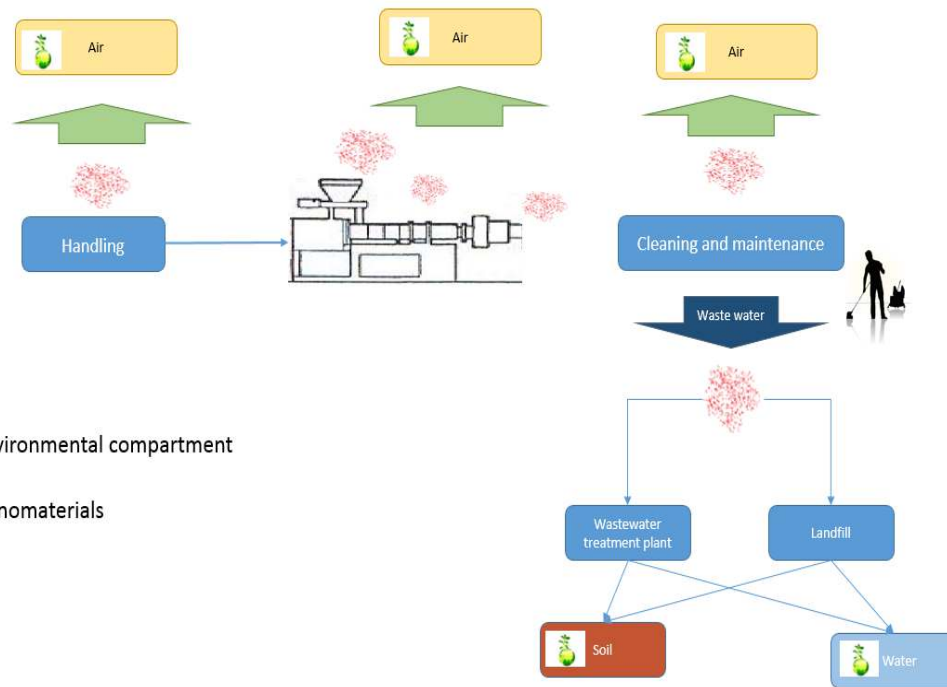 Air
Air
Air
Handling
Cleaning and maintenance
Waste water
vironmental compartment
nomaterials
Wastewater
treatment plant
Landfill
Soil
Water